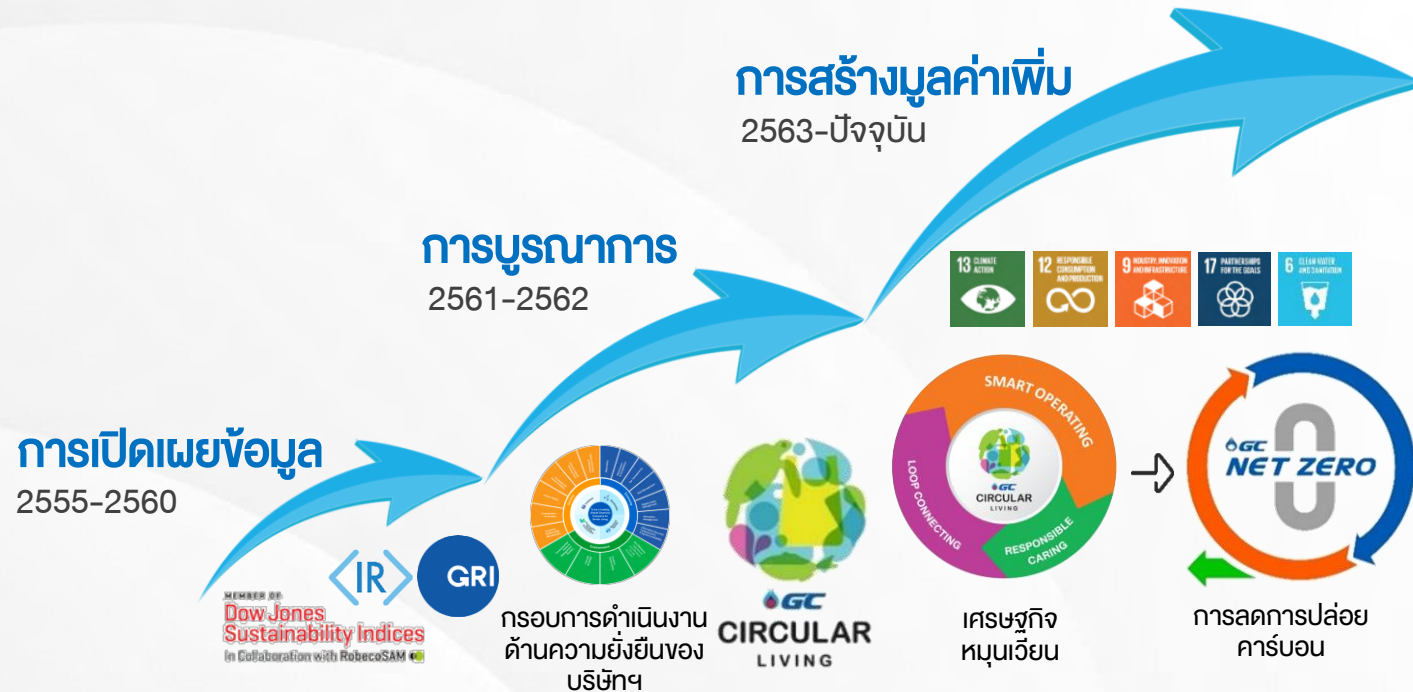 การสร้างมูลค่าเพิ่ม
2563-ปัจจุบัน
การบูรณาการ
2561-2562
การเปิดเผยข้อมูล
2555-2560
13 CLIMATE
ACTION
12 RESPONSIBLE
CONSUMPTION
AND PRODUCTION
9 INDUSTRY, INNOVATION
AND INFRASTRUCTURE
17 PARTNERSHIPS
FOR THE GOALS
6 CLEAN WATER
AND SANITATION
MEMBER OF
Dow Jones
Sustainability Indices
In Collaboration with RobecoSAM
<IR>
GRI
กรอบการดำเนินงาน
ด้านความยั่งยืนของ
บริษัทฯ
GC
CIRCULAR
LIVING
SMART OPERATING
LOOP CONNECTING
RESPONSIBLE
CARING
GC
CIRCULAR
LIVING
เศรษฐกิจ
หมุนเวียน
GC
NET ZERO
การลดการปล่อย
คาร์บอน